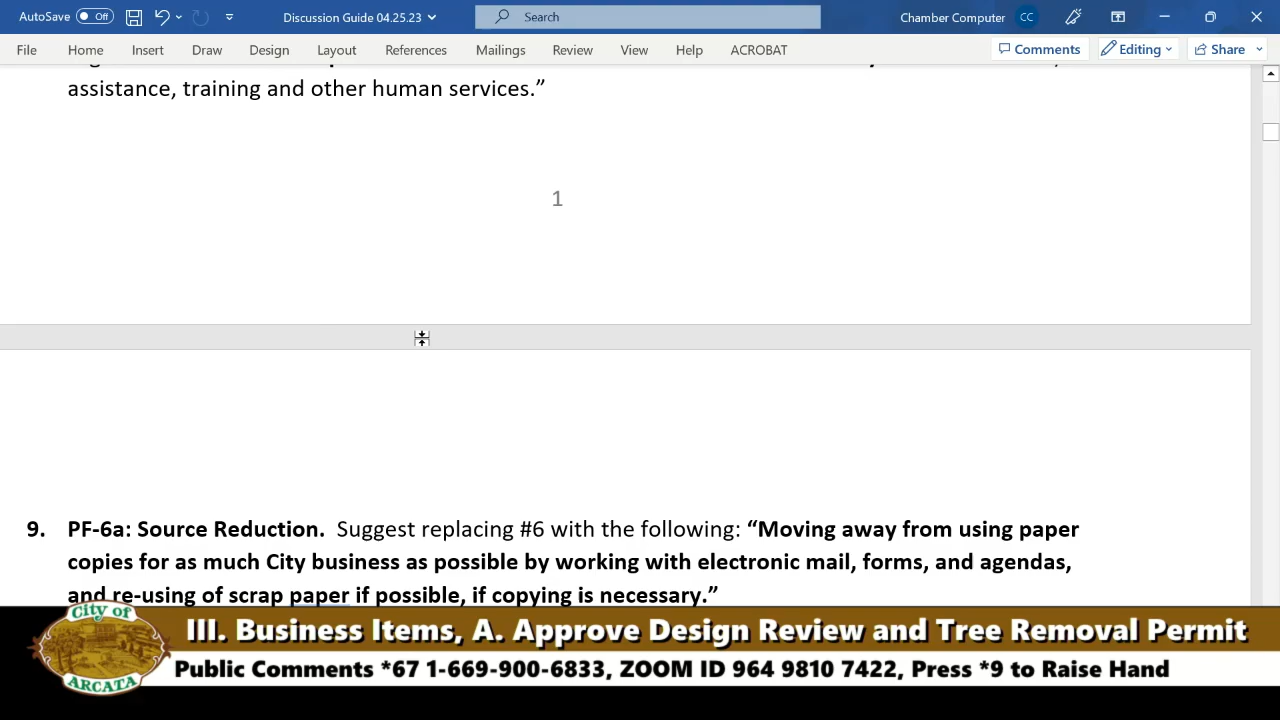 AutoSave Off Discussion Guide 04.25.23 Search Chamber Computer CC
File Home Insert Draw Design Layout References Mailings Review View Help ACROBAT Comments Editing Share
assistance, training and other human services.”
1
9. PF-6a: Source Reduction. Suggest replacing #6 with the following: “Moving away from using paper
copies for as much City business as possible by working with electronic mail, forms, and agendas,
and re-using of scrap paper if possible, if copying is necessary.”
City of
ARCATA
III. Business Items, A. Approve Design Review and Tree Removal Permit
Public Comments *67 1-669-900-6833, ZOOM ID 964 9810 7422, Press *9 to Raise Hand